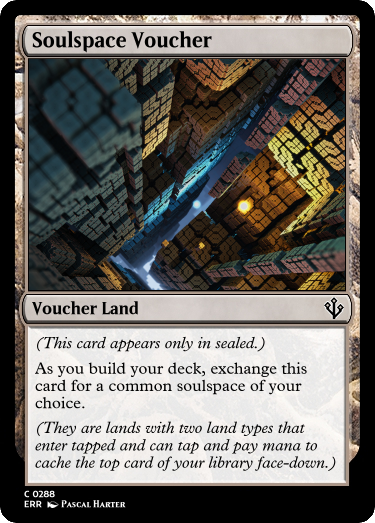 Soulspace Voucher
Voucher Land
(This card appears only in sealed.)
As you build your deck, exchange this
card for a common soulspace of your
choice.
(They are lands with two land types that
enter tapped and can tap and pay mana to
cache the top card of your library face-down.)
C 0288
ERR Pascal Harter